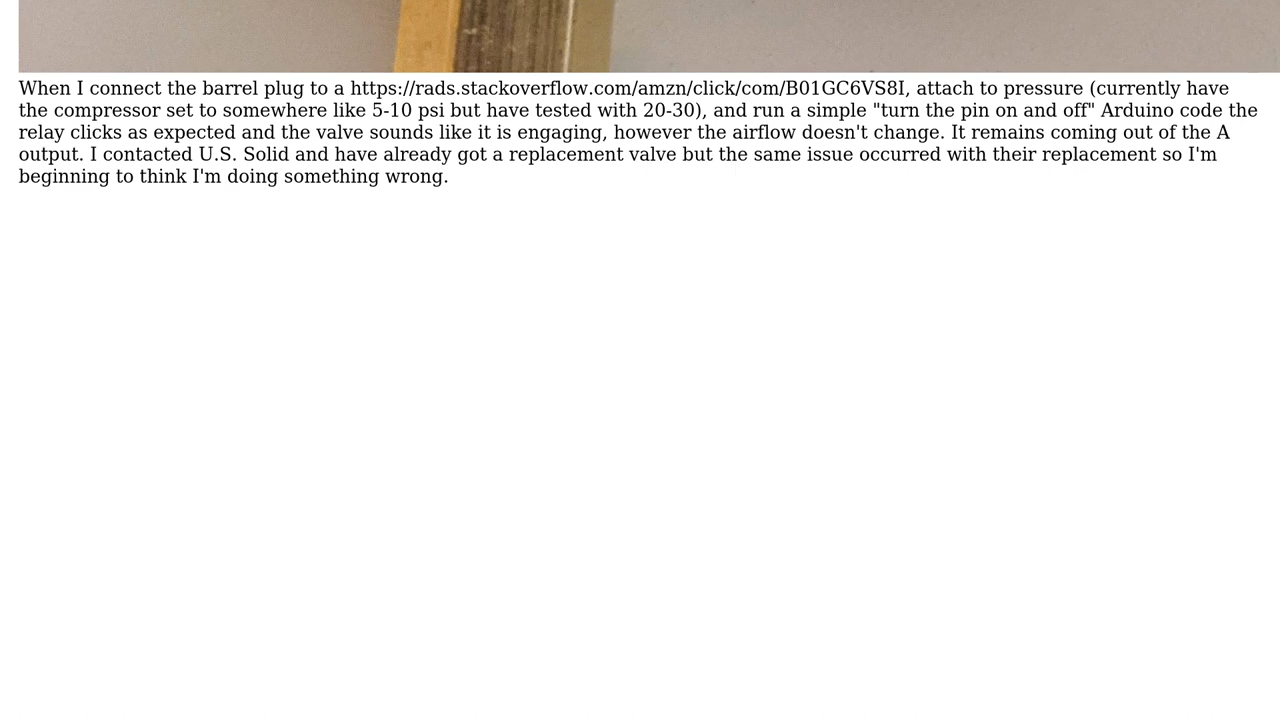 When I connect the barrel plug to a https://rads.stackoverflow.com/amzn/click/com/B01GC6VS8I, attach to pressure (currently have
the compressor set to somewhere like 5-10 psi but have tested with 20-30), and run a simple "turn the pin on and off" Arduino code the
relay clicks as expected and the valve sounds like it is engaging, however the airflow doesn't change. It remains coming out of the A
output. I contacted U.S. Solid and have already got a replacement valve but the same issue occurred with their replacement so I'm
beginning to think I'm doing something wrong.